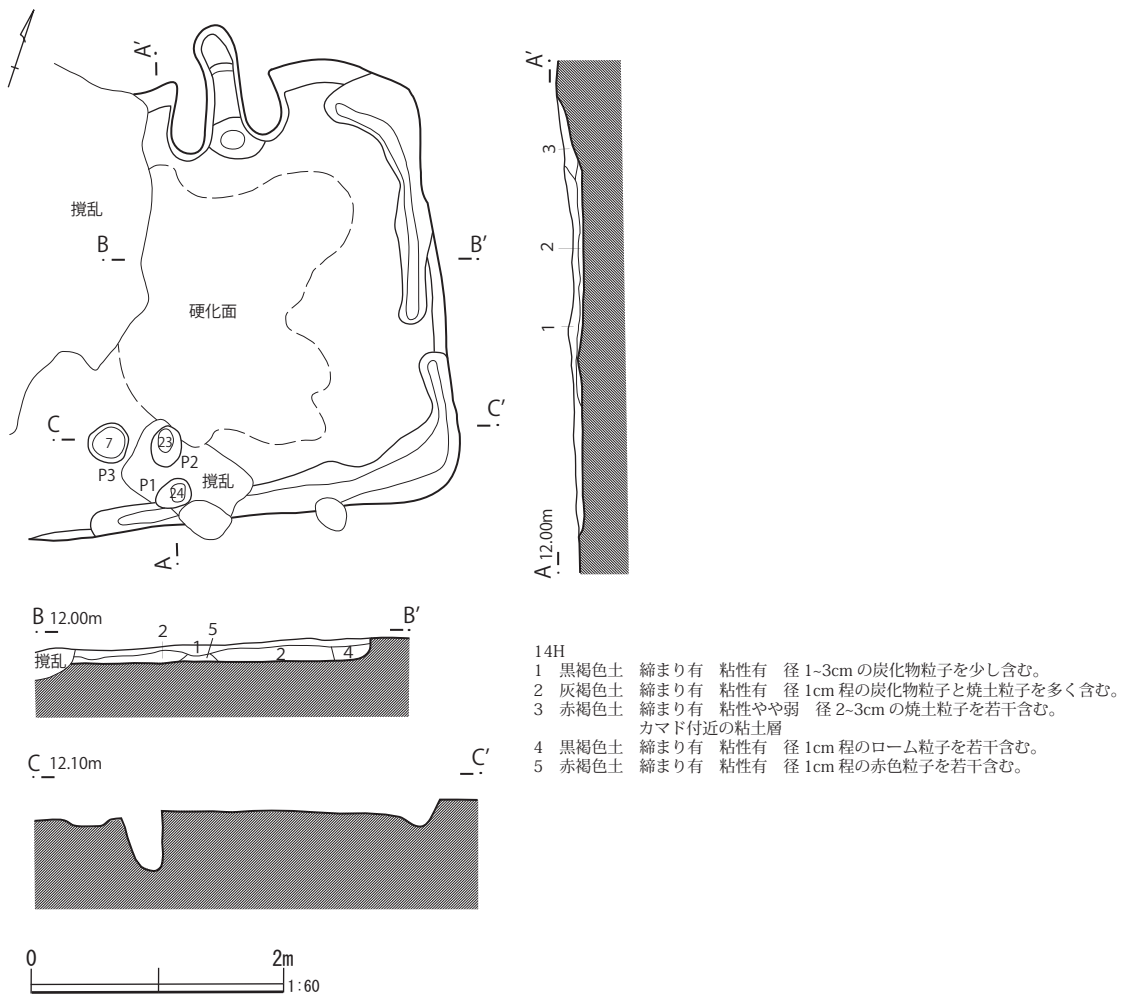 A′
A′
3
撹乱
B
B′
2
硬化面
1
C
C′
7
23
P3
P2
P1
撹乱
24
A
A 12.00m
B 12.00m
B′
2
1
5
撹乱
2
4
C 12.10m
C′
14H
1 黒褐色土 締まり有 粘性有 径 1~3cm の炭化物粒子を少し含む。
2 灰褐色土 締まり有 粘性有 径 1cm 程の炭化物粒子と焼土粒子を多く含む。
3 赤褐色土 締まり有 粘性やや弱 径 2~3cm の焼土粒子を若干含む。
カマド付近の粘土層
4 黒褐色土 締まり有 粘性有 径 1cm 程のローム粒子を若干含む。
5 赤褐色土 締まり有 粘性有 径 1cm 程の赤色粒子を若干含む。
0
2m
1:60